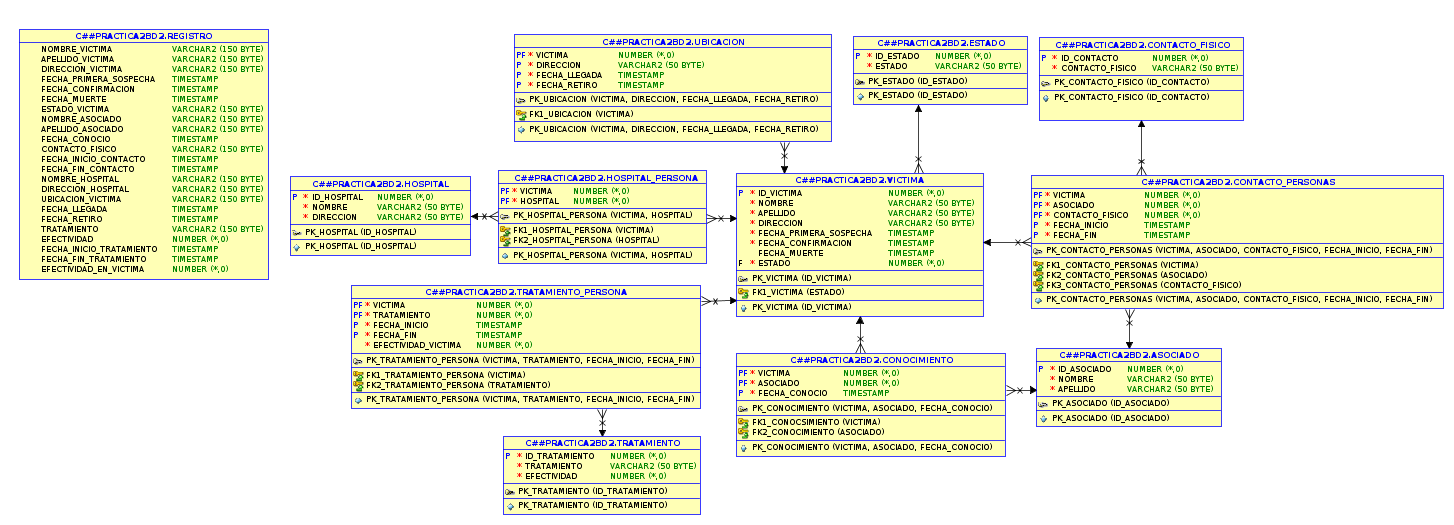 C##PRACTICA2BD2.REGISTRO
NOMBRE_VICTIMA VARCHAR2 (150 BYTE)
APELLIDO_VICTIMA VARCHAR2 (150 BYTE)
DIRECCION_VICTIMA VARCHAR2 (150 BYTE)
FECHA_PRIMERA_SOSPECHA TIMESTAMP
FECHA_CONFIRMACION TIMESTAMP
FECHA_MUERTE TIMESTAMP
ESTADO_VICTIMA VARCHAR2 (150 BYTE)
NOMBRE_ASOCIADO VARCHAR2 (150 BYTE)
APELLIDO_ASOCIADO VARCHAR2 (150 BYTE)
FECHA_CONOCIO TIMESTAMP
CONTACTO_FISICO VARCHAR2 (150 BYTE)
FECHA_INICIO_CONTACTO TIMESTAMP
FECHA_FIN_CONTACTO TIMESTAMP
NOMBRE_HOSPITAL VARCHAR2 (150 BYTE)
DIRECCION_HOSPITAL VARCHAR2 (150 BYTE)
UBICACION_VICTIMA VARCHAR2 (150 BYTE)
FECHA_LLEGADA TIMESTAMP
FECHA_RETIRO TIMESTAMP
TRATAMIENTO VARCHAR2 (150 BYTE)
EFECTIVIDAD NUMBER (*,0)
FECHA_INICIO_TRATAMIENTO TIMESTAMP
FECHA_FIN_TRATAMIENTO TIMESTAMP
EFECTIVIDAD_EN_VICTIMA NUMBER (*,0)
C##PRACTICA2BD2.UBICACION
PF * VICTIMA NUMBER (*,0)
P * DIRECCION VARCHAR2 (50 BYTE)
P * FECHA_LLEGADA TIMESTAMP
P * FECHA_RETIRO TIMESTAMP
PK_UBICACION (VICTIMA, DIRECCION, FECHA_LLEGADA, FECHA_RETIRO)
FK1_UBICACION (VICTIMA)
PK_UBICACION (VICTIMA, DIRECCION, FECHA_LLEGADA, FECHA_RETIRO)
C##PRACTICA2BD2.ESTADO
P * ID_ESTADO NUMBER (*,0)
* ESTADO VARCHAR2 (50 BYTE)
PK_ESTADO (ID_ESTADO)
PK_ESTADO (ID_ESTADO)
C##PRACTICA2BD2.CONTACTO_FISICO
P * ID_CONTACTO NUMBER (*,0)
* CONTACTO_FISICO VARCHAR2 (50 BYTE)
PK_CONTACTO_FISICO (ID_CONTACTO)
PK_CONTACTO_FISICO (ID_CONTACTO)
C##PRACTICA2BD2.HOSPITAL
P * ID_HOSPITAL NUMBER (*,0)
* NOMBRE VARCHAR2 (50 BYTE)
* DIRECCION VARCHAR2 (50 BYTE)
PK_HOSPITAL (ID_HOSPITAL)
PK_HOSPITAL (ID_HOSPITAL)
C##PRACTICA2BD2.HOSPITAL_PERSONA
PF * VICTIMA NUMBER (*,0)
PF * HOSPITAL NUMBER (*,0)
PK_HOSPITAL_PERSONA (VICTIMA, HOSPITAL)
FK1_HOSPITAL_PERSONA (VICTIMA)
FK2_HOSPITAL_PERSONA (HOSPITAL)
PK_HOSPITAL_PERSONA (VICTIMA, HOSPITAL)
C##PRACTICA2BD2.VICTIMA
P * ID_VICTIMA NUMBER (*,0)
* NOMBRE VARCHAR2 (50 BYTE)
* APELLIDO VARCHAR2 (50 BYTE)
* DIRECCION VARCHAR2 (50 BYTE)
* FECHA_PRIMERA_SOSPECHA TIMESTAMP
* FECHA_CONFIRMACION TIMESTAMP
FECHA_MUERTE TIMESTAMP
F * ESTADO NUMBER (*,0)
PK_VICTIMA (ID_VICTIMA)
FK1_VICTIMA (ESTADO)
PK_VICTIMA (ID_VICTIMA)
C##PRACTICA2BD2.CONTACTO_PERSONAS
PF * VICTIMA NUMBER (*,0)
PF * ASOCIADO NUMBER (*,0)
PF * CONTACTO_FISICO NUMBER (*,0)
P * FECHA_INICIO TIMESTAMP
P * FECHA_FIN TIMESTAMP
PK_CONTACTO_PERSONAS (VICTIMA, ASOCIADO, CONTACTO_FISICO, FECHA_INICIO, FECHA_FIN)
FK1_CONTACTO_PERSONAS (VICTIMA)
FK2_CONTACTO_PERSONAS (ASOCIADO)
FK3_CONTACTO_PERSONAS (CONTACTO_FISICO)
PK_CONTACTO_PERSONAS (VICTIMA, ASOCIADO, CONTACTO_FISICO, FECHA_INICIO, FECHA_FIN)
C##PRACTICA2BD2.TRATAMIENTO_PERSONA
PF * VICTIMA NUMBER (*,0)
PF * TRATAMIENTO NUMBER (*,0)
P * FECHA_INICIO TIMESTAMP
P * FECHA_FIN TIMESTAMP
* EFECTIVIDAD_VICTIMA NUMBER (*,0)
PK_TRATAMIENTO_PERSONA (VICTIMA, TRATAMIENTO, FECHA_INICIO, FECHA_FIN)
FK1_TRATAMIENTO_PERSONA (VICTIMA)
FK2_TRATAMIENTO_PERSONA (TRATAMIENTO)
PK_TRATAMIENTO_PERSONA (VICTIMA, TRATAMIENTO, FECHA_INICIO, FECHA_FIN)
C##PRACTICA2BD2.CONOCIMIENTO
PF * VICTIMA NUMBER (*,0)
PF * ASOCIADO NUMBER (*,0)
P * FECHA_CONOCIO TIMESTAMP
PK_CONOCIMIENTO (VICTIMA, ASOCIADO, FECHA_CONOCIO)
FK1_CONOCSIMIENTO (VICTIMA)
FK2_CONOCIMIENTO (ASOCIADO)
PK_CONOCIMIENTO (VICTIMA, ASOCIADO, FECHA_CONOCIO)
C##PRACTICA2BD2.ASOCIADO
P * ID_ASOCIADO NUMBER (*,0)
* NOMBRE VARCHAR2 (50 BYTE)
* APELLIDO VARCHAR2 (50 BYTE)
PK_ASOCIADO (ID_ASOCIADO)
PK_ASOCIADO (ID_ASOCIADO)
C##PRACTICA2BD2.TRATAMIENTO
P * ID_TRATAMIENTO NUMBER (*,0)
* TRATAMIENTO VARCHAR2 (50 BYTE)
* EFECTIVIDAD NUMBER (*,0)
PK_TRATAMIENTO (ID_TRATAMIENTO)
PK_TRATAMIENTO (ID_TRATAMIENTO)